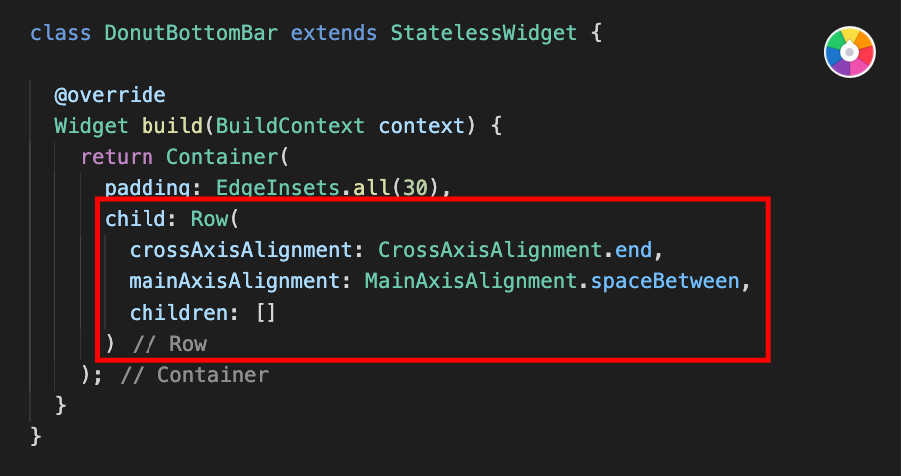 class DonutBottomBar extends StatelessWidget {
@override
Widget build(BuildContext context) {
return Container(
padding: EdgeInsets.all(30),
child: Row(
crossAxisAlignment: CrossAxisAlignment.end,
mainAxisAlignment: MainAxisAlignment.spaceBetween,
children: []
) // Row
); // Container
}
}